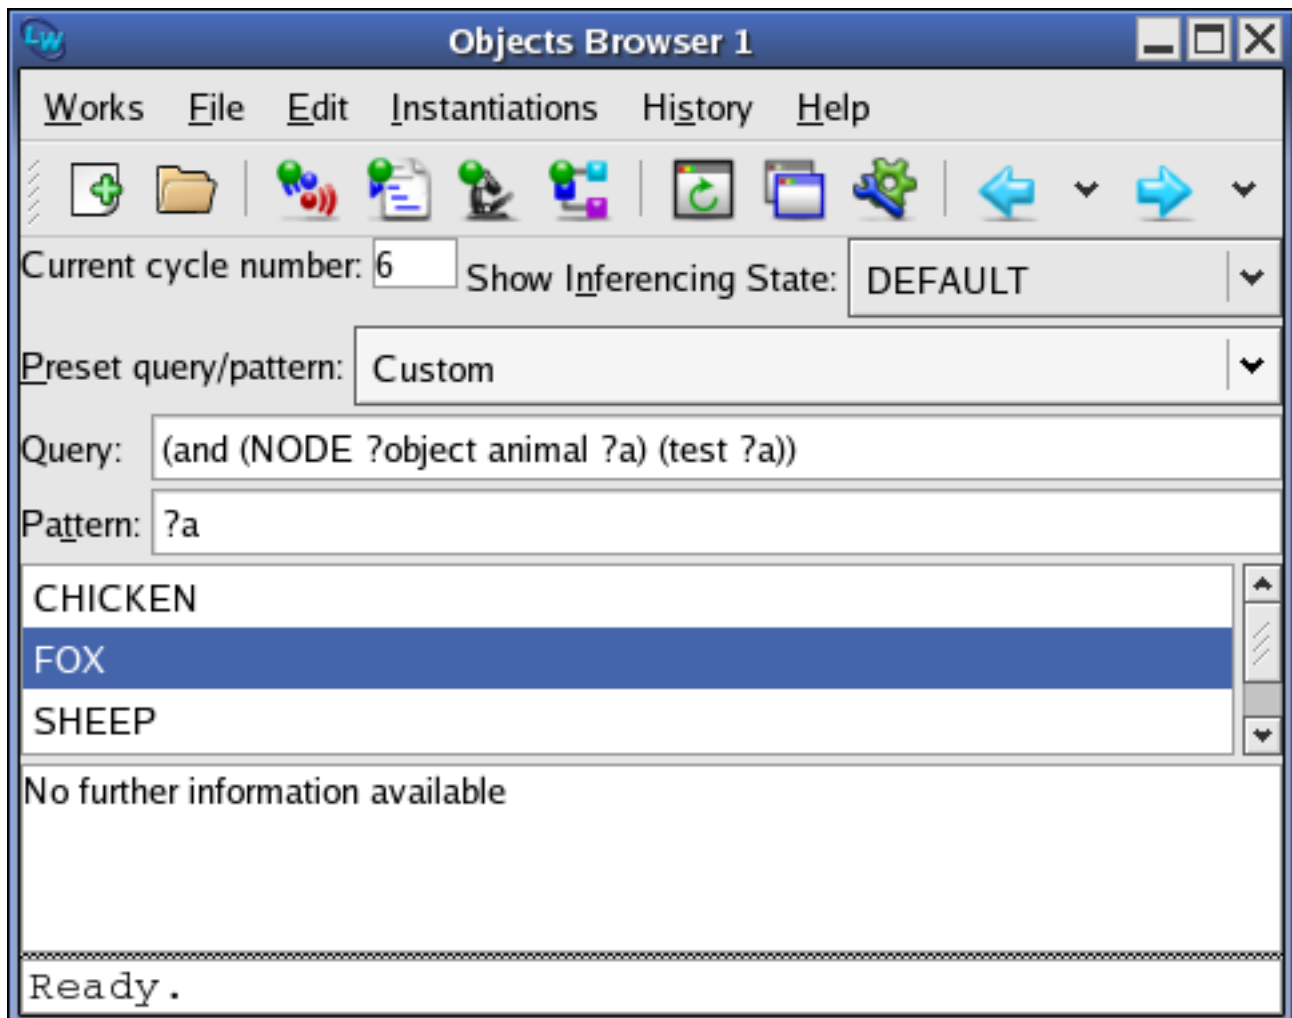 LW
Objects Browser 1
Works File Edit Instantiations History Help
Current cycle number: 6 Show Inferencing State: DEFAULT
Preset query/pattern: Custom
Query: (and (NODE ?object animal ?a) (test ?a))
Pattern: ?a
CHICKEN
FOX
SHEEP
No further information available
Ready.